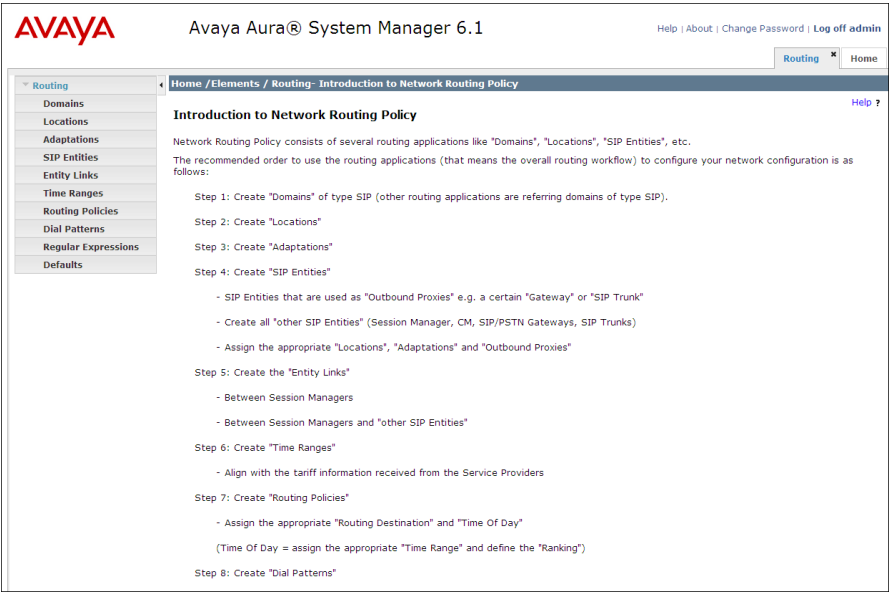 AVAYA
Avaya Aura® System Manager 6.1
Help | About | Change Password | Log off admin
Routing ×
Home
Routing
Domains
Locations
Adaptations
SIP Entities
Entity Links
Time Ranges
Routing Policies
Dial Patterns
Regular Expressions
Defaults
Home /Elements / Routing- Introduction to Network Routing Policy
Help ?
Introduction to Network Routing Policy
Network Routing Policy consists of several routing applications like "Domains", "Locations", "SIP Entities", etc.
The recommended order to use the routing applications (that means the overall routing workflow) to configure your network configuration is as
follows:
Step 1: Create "Domains" of type SIP (other routing applications are referring domains of type SIP).
Step 2: Create "Locations"
Step 3: Create "Adaptations"
Step 4: Create "SIP Entities"
- SIP Entities that are used as "Outbound Proxies" e.g. a certain "Gateway" or "SIP Trunk"
- Create all "other SIP Entities" (Session Manager, CM, SIP/PSTN Gateways, SIP Trunks)
- Assign the appropriate "Locations", "Adaptations" and "Outbound Proxies"
Step 5: Create the "Entity Links"
- Between Session Managers
- Between Session Managers and "other SIP Entities"
Step 6: Create "Time Ranges"
- Align with the tariff information received from the Service Providers
Step 7: Create "Routing Policies"
- Assign the appropriate "Routing Destination" and "Time Of Day"
(Time Of Day = assign the appropriate "Time Range" and define the "Ranking")
Step 8: Create "Dial Patterns"